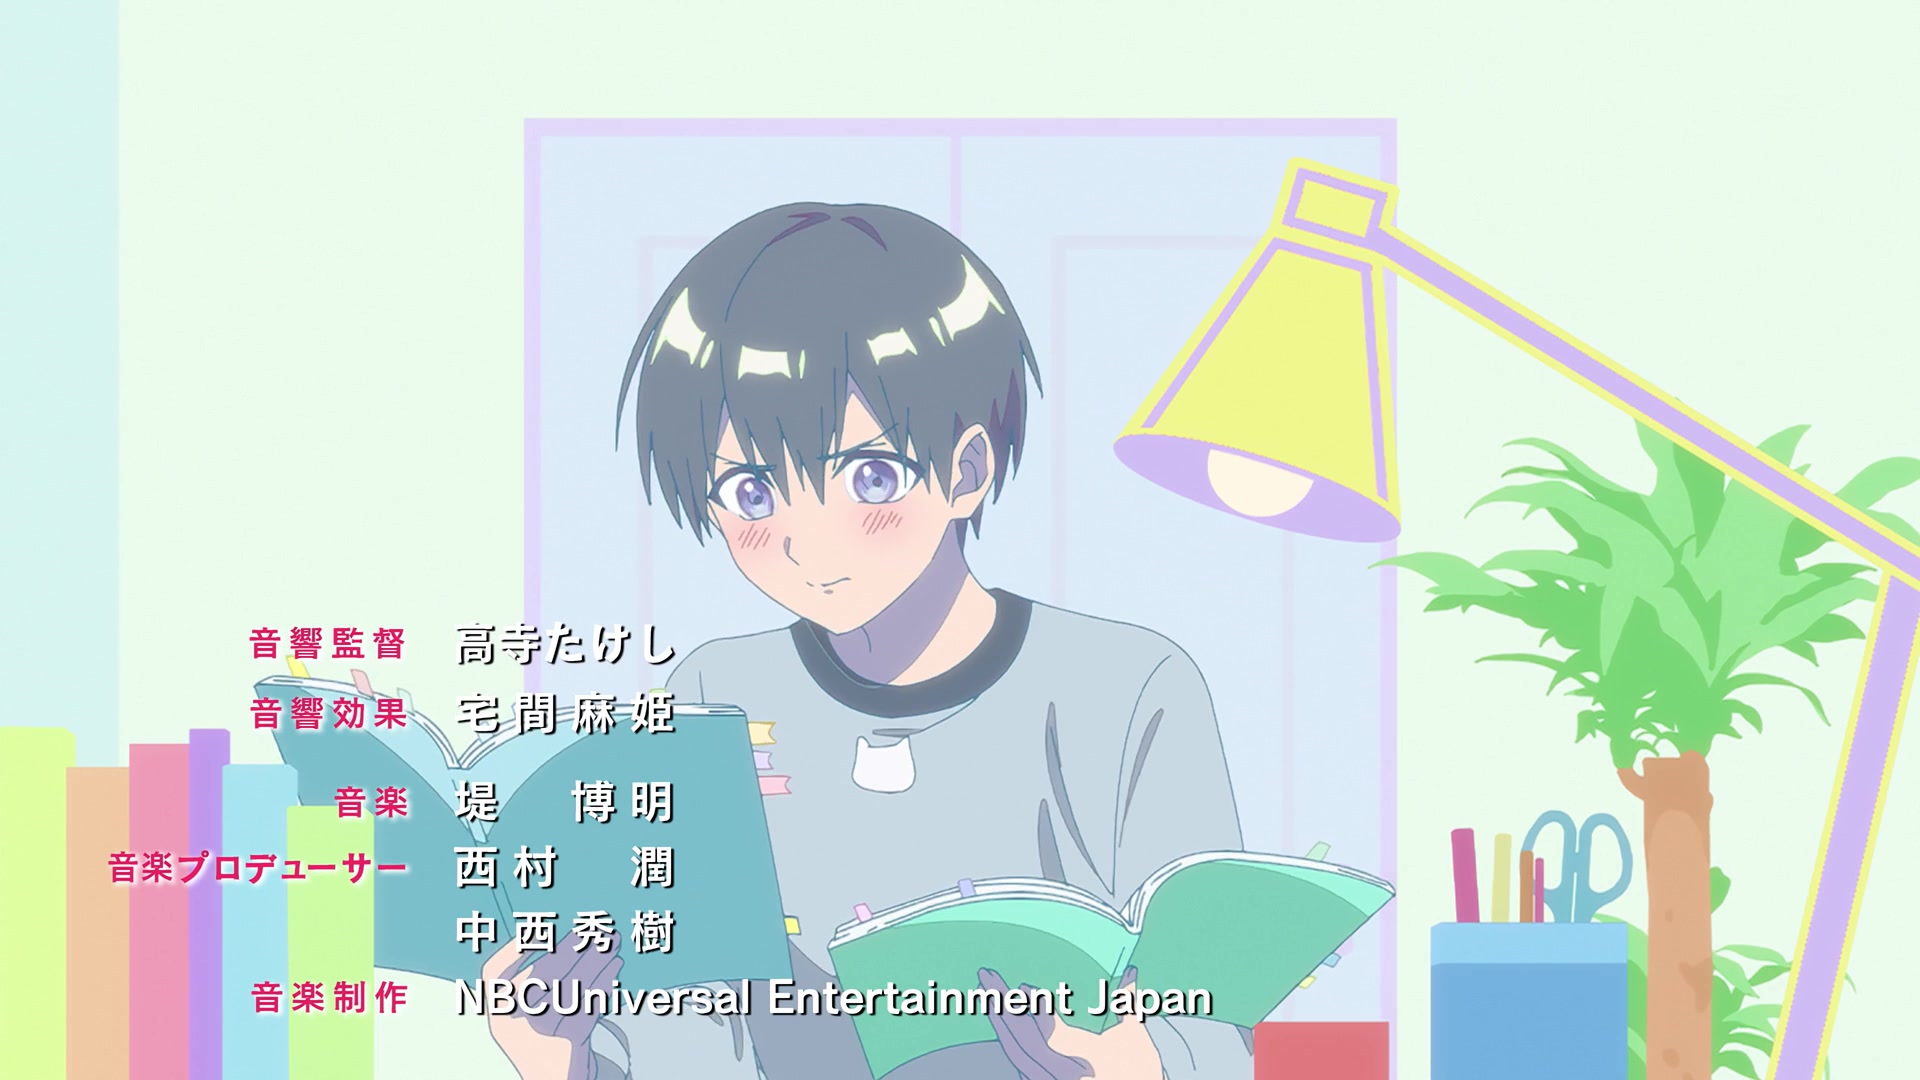 音響監督 高寺たけし
音響効果 宅間麻姫
音楽 堤 博明
音楽プロデューサー 西村 潤
中西秀樹
音楽制作 NBCUniversal Entertainment Japan